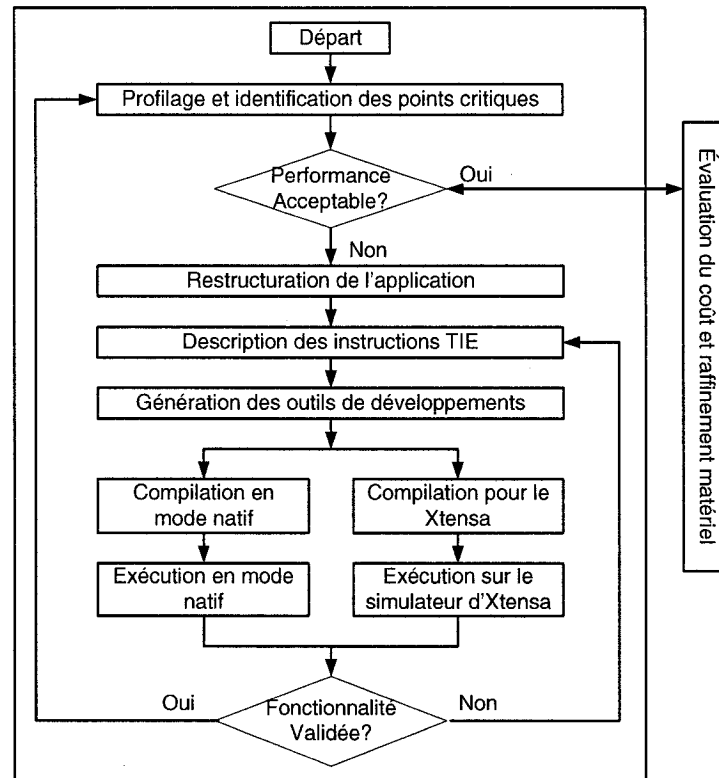 Départ
Profilage et identification des points critiques
Performance
Acceptable?
Oui
Non
Restructuration de l'application
Description des instructions TIE
Génération des outils de développements
Compilation en
mode natif
Compilation pour le
Xtensa
Exécution en mode
natif
Exécution sur le
simulateur d'Xtensa
Oui
Fonctionnalité
Validée?
Non
Évaluation du coût et raffinement matériel